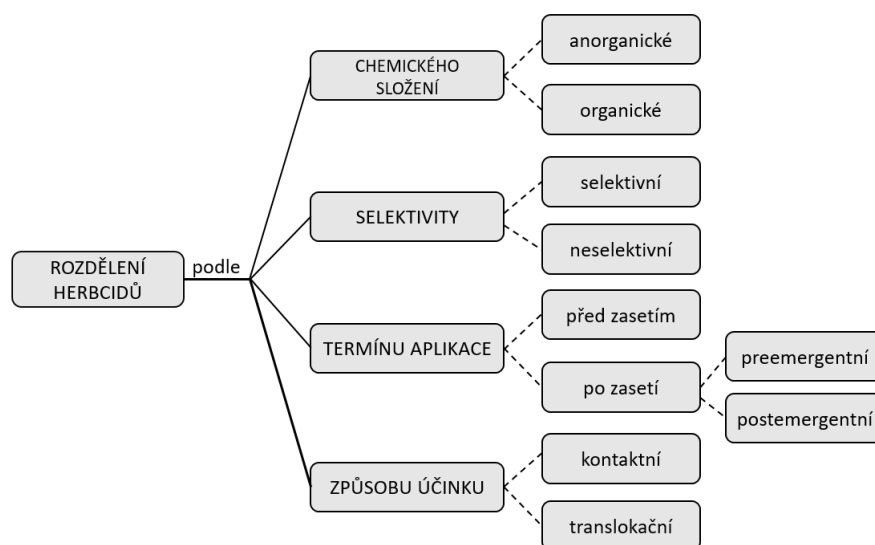 ROZDĚLENÍ
HERBCIDŮ
podle
CHEMICKÉHO
SLOŽENÍ
anorganické
organické
SELEKTIVITY
selektivní
neselektivní
TERMÍNU APLIKACE
před zasetím
po zasetí
preemergentní
postemergentní
ZPŮSOBU ÚČINKU
kontaktní
translokační